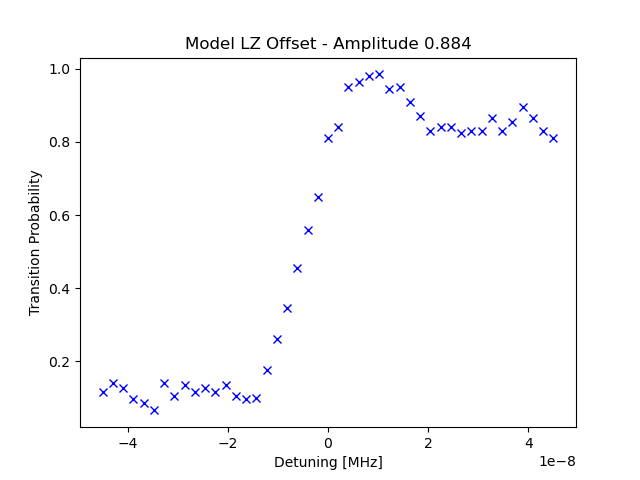 Model LZ Offset - Amplitude 0.884
1.0
0.8
0.6
0.4
0.2
Transition Probability
−4
−2
0
2
4
1e−8
Detuning [MHz]